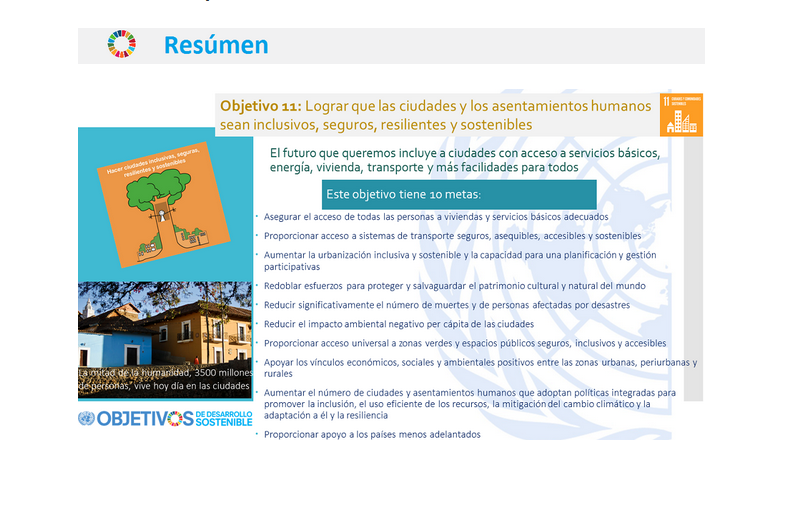 Resúmen
Objetivo 11: Lograr que las ciudades y los asentamientos humanos
sean inclusivos, seguros, resilientes y sostenibles
11 CIUDADES Y COMUNIDADES
SOSTENIBLES
Hacer ciudades inclusivas, seguras,
resilientes y sostenibles
El futuro que queremos incluye a ciudades con acceso a servicios básicos,
energía, vivienda, transporte y más facilidades para todos
Este objetivo tiene 10 metas:
· Asegurar el acceso de todas las personas a viviendas y servicios básicos adecuados
· Proporcionar acceso a sistemas de transporte seguros, asequibles, accesibles y sostenibles
· Aumentar la urbanización inclusiva y sostenible y la capacidad para una planificación y gestión
participativas
· Redoblar esfuerzos para proteger y salvaguardar el patrimonio cultural y natural del mundo
· Reducir significativamente el número de muertes y de personas afectadas por desastres
· Reducir el impacto ambiental negativo per cápita de las ciudades
· Proporcionar acceso universal a zonas verdes y espacios públicos seguros, inclusivos y accesibles
· Apoyar los vínculos económicos, sociales y ambientales positivos entre las zonas urbanas, periurbanas y
rurales
· Aumentar el número de ciudades y asentamientos humanos que adoptan políticas integradas para
promover la inclusión, el uso eficiente de los recursos, la mitigación del cambio climático y la
adaptación a él y la resiliencia
· Proporcionar apoyo a los países menos adelantados
La mitad de la humanidad, 3500 millones
de personas, vive hoy día en las ciudades
OBJETIVOS DE DESARROLLO
SOSTENIBLE